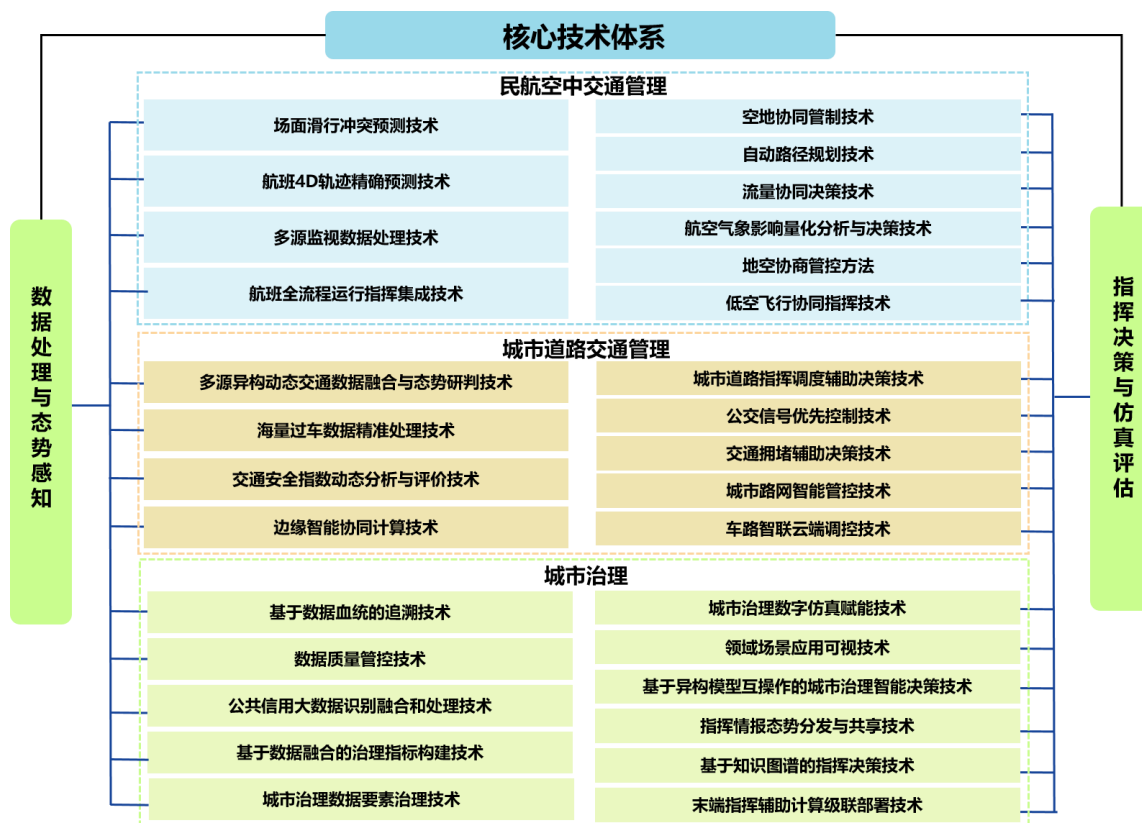 核心技术体系
数据处理与态势感知
民航空中交通管理
场面滑行冲突预测技术
航班4D轨迹精确预测技术
多源监视数据处理技术
航班全流程运行指挥集成技术
空地协同管制技术
自动路径规划技术
流量协同决策技术
航空气象影响量化分析与决策技术
地空协商管控方法
低空飞行协同指挥技术
城市道路交通管理
多源异构动态交通数据融合与态势研判技术
海量过车数据精准处理技术
交通安全指数动态分析与评价技术
边缘智能协同计算技术
城市道路指挥调度辅助决策技术
公交信号优先控制技术
交通拥堵辅助决策技术
城市路网智能管控技术
车路智联云端调控技术
城市治理
基于数据血统的追溯技术
数据质量管控技术
公共信用大数据识别融合和处理技术
基于数据融合的治理指标构建技术
城市治理数据要素治理技术
城市治理数字仿真赋能技术
领域场景应用可视技术
基于异构模型互操作的城市治理智能决策技术
指挥情报态势分发与共享技术
基于知识图谱的指挥决策技术
末端指挥辅助计算级联部署技术
指挥决策与仿真评估